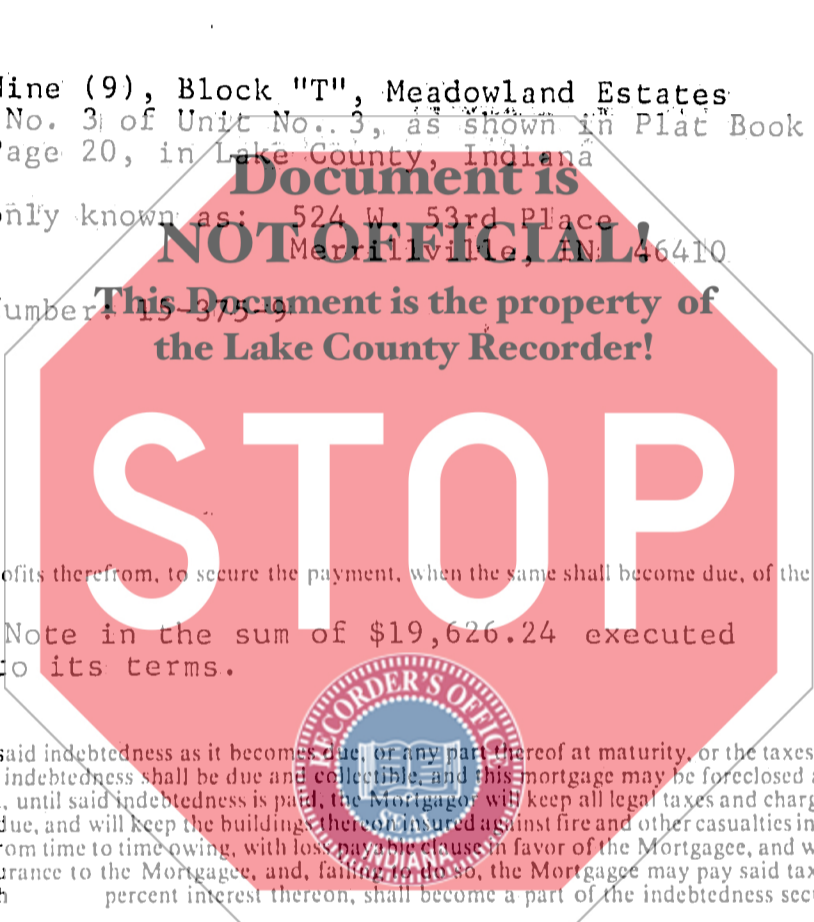 ine (9), Block "T", Meadowland Estates
No. 3 of Unit No. 3, as shown in Plat Book
age 20, in Lake County, Indiana
Document is
nly known as: 524 W. 53rd Place
NOT OFFICIAL!
Merrillville, IN 46410
This Document is the property of
umber: 15-375-9
the Lake County Recorder!
STOP
ofits therefrom, to secure the payment, when the same shall become due, of the
Note in the sum of $19,626.24 executed
to its terms.
RECORDER'S OFFICE
said indebtedness as it becomes due, or any part thereof at maturity, or the taxes
indebtedness shall be due and collectible, and this mortgage may be foreclosed a
, until said indebtedness is paid, the Mortgagor will keep all legal taxes and charg
due, and will keep the buildings thereon insured against fire and other casualties in
SEAL
om time to time owing, with loss payable clause in favor of the Mortgagee, and w
INDIANA
urance to the Mortgagee, and, failing to do so, the Mortgagee may pay said tax
h percent interest thereon, shall become a part of the indebtedness secu